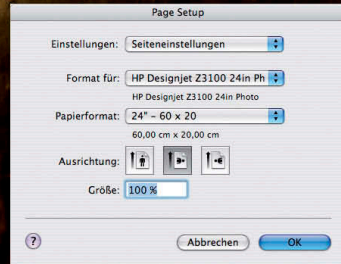 Page Setup
Einstellungen: Seiteneinstellungen
Format für: HP Designjet Z3100 24in Ph
HP Designjet Z3100 24in Photo
Papierformat: 24" – 60 x 20
60,00 cm x 20,00 cm
Ausrichtung:
Größe: 100 %
? Abbrechen OK